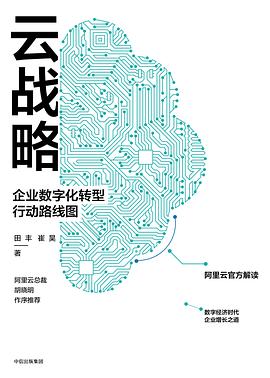 云战略
企业数字化转型
行动路线图
田丰 崔昊
著
阿里云总裁
胡晓明
作序推荐
阿里云官方解读
数字经济时代
企业增长之道
中信出版集团